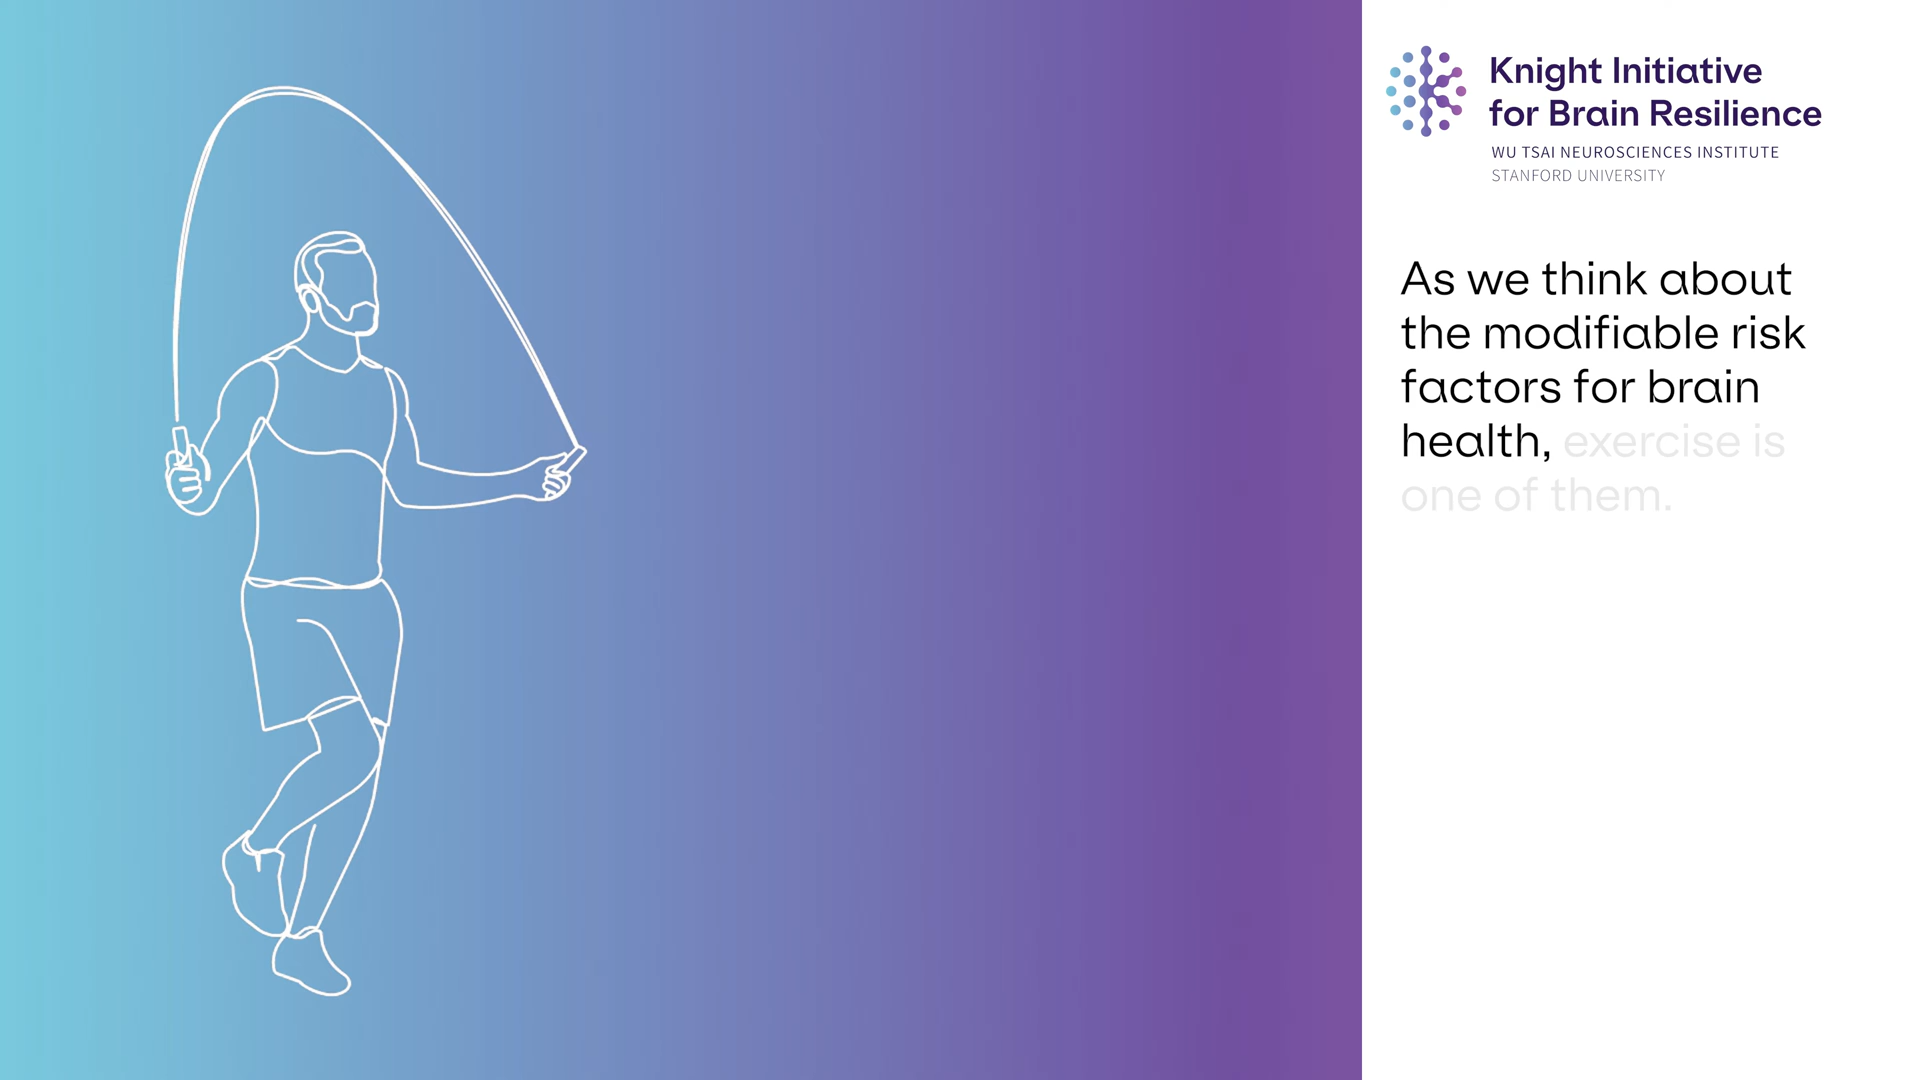 Knight Initiative
for Brain Resilience
WU TSAI NEUROSCIENCES INSTITUTE
STANFORD UNIVERSITY
As we think about
the modifiable risk
factors for brain
health, exercise is
one of them.